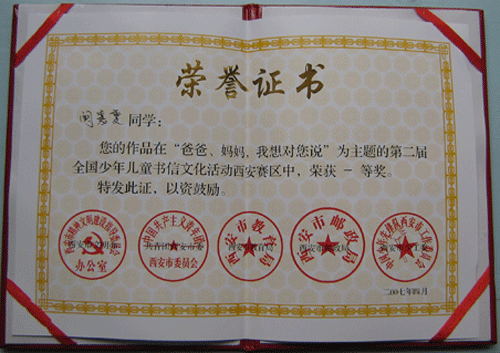 荣誉证书
同学：
您的作品在“爸爸、妈妈，我想对您说”为主题的第二届
全国少年儿童书信文化活动西安赛区中，荣获一等奖。
特发此证，以资鼓励。
办公室
西安市委员会
西安市教育局
西安市邮政局
二〇〇七年四月